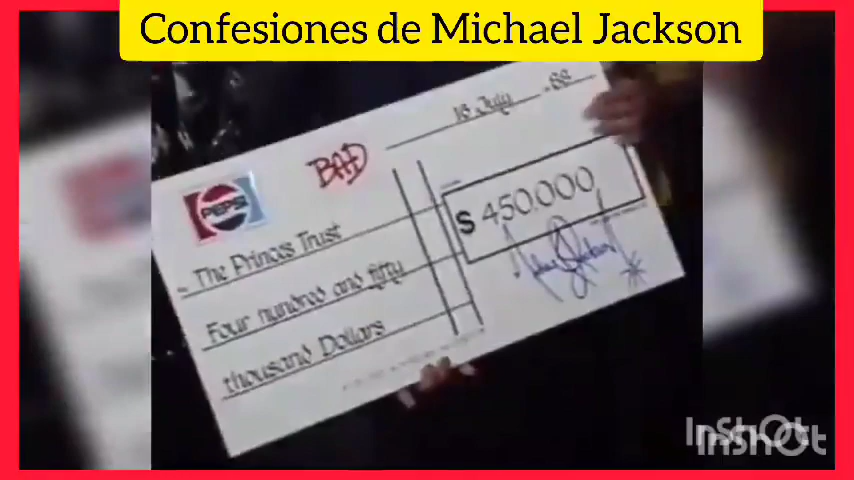 Confesiones de Michael Jackson
16 July 88
BAD
PEPSI
The Princes Trust
$ 450.000
Four hundred and fifty
thousand Dollars
InShOt